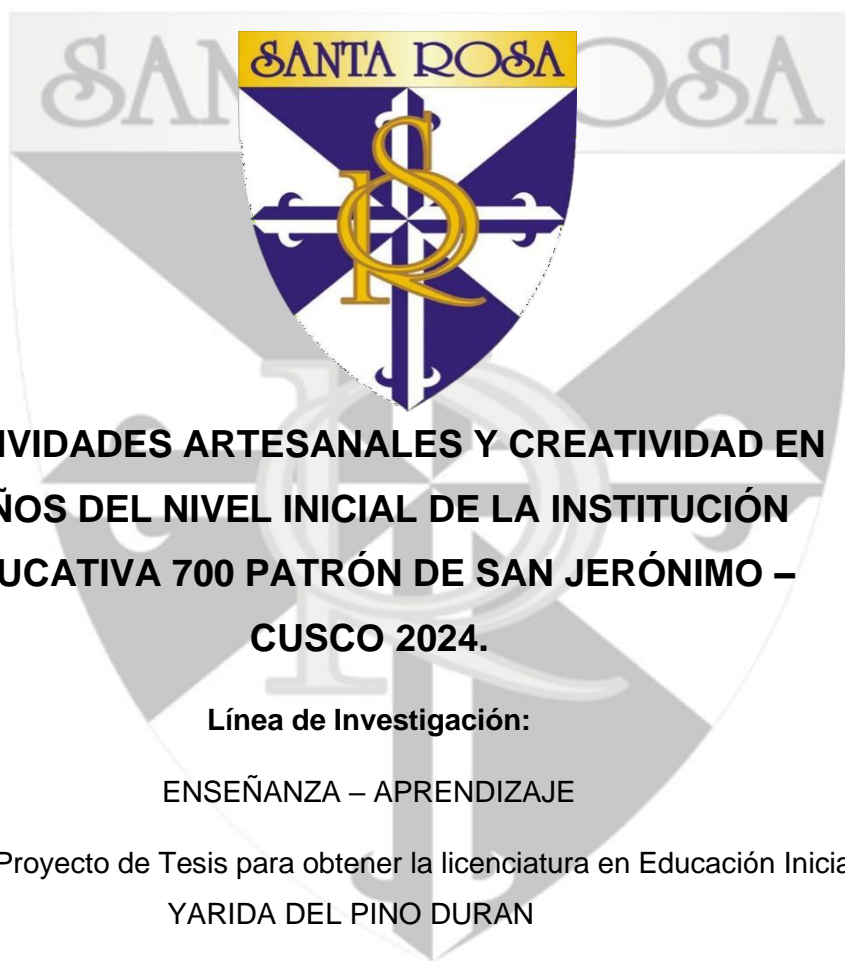 SANTA ROSA
IVIDADES ARTESANALES Y CREATIVIDAD EN
ÑOS DEL NIVEL INICIAL DE LA INSTITUCIÓN
UCATIVA 700 PATRÓN DE SAN JERÓNIMO –
CUSCO 2024.
Línea de Investigación:
ENSEÑANZA – APRENDIZAJE
Proyecto de Tesis para obtener la licenciatura en Educación Inicia
YARIDA DEL PINO DURAN